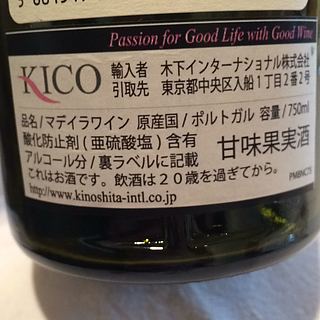 Passion for Good Life with Good Wine
KICO 輸入者 木下インターナショナル株会社
引取先 東京都中央区入船1丁目2番2号
品名/マデイラワイン 原産国/ポルトガル 容量/750ml
酸化防止剤(亜硫酸塩)含有
アルコール分/裏ラベルに記載
甘味果実酒
これはお酒です。飲酒は20歳を過ぎてから。
PMBNC75
http://www.kinoshita-intl.co.jp